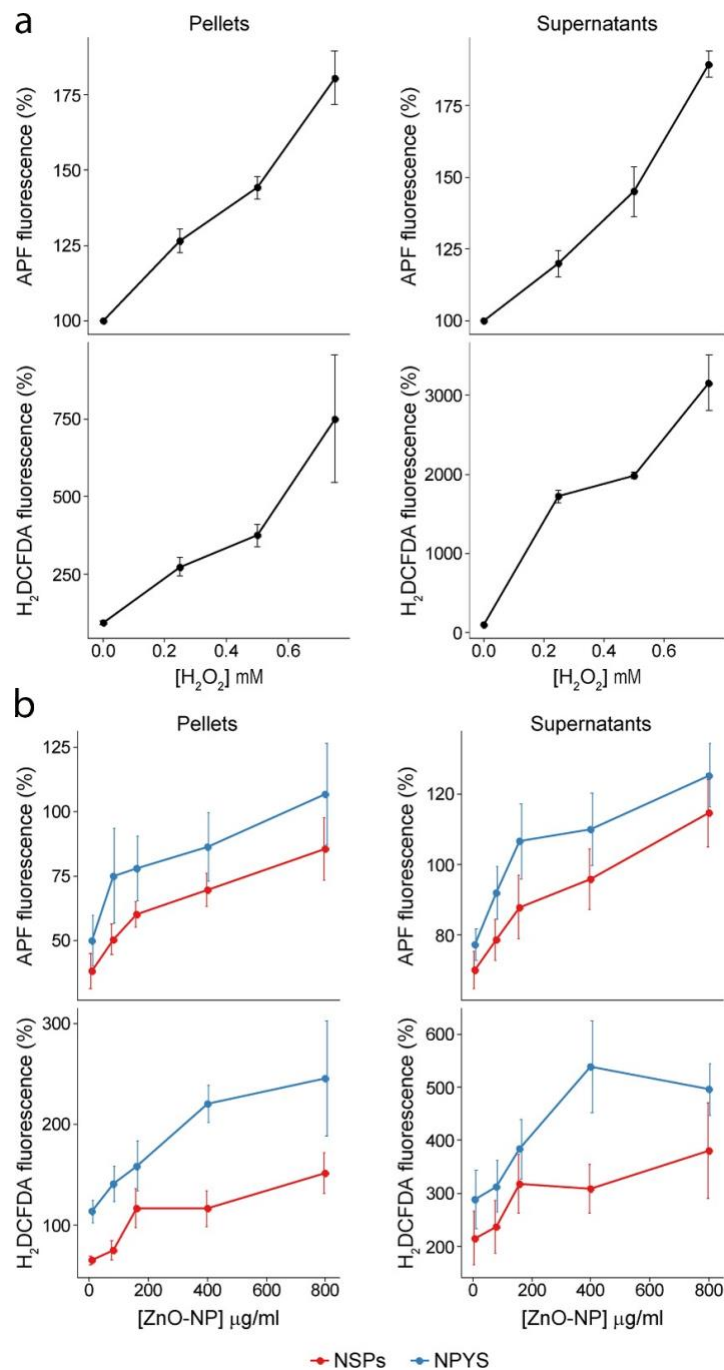 a
Pellets
Supernatants
APF fluorescence (%)
175
150
125
100
APF fluorescence (%)
175
150
125
100
H₂DCFDA fluorescence (%)
750
500
250
0.0 0.2 0.4 0.6
[H₂O₂] mM
H₂DCFDA fluorescence (%)
3000
2000
1000
0
0.0 0.2 0.4 0.6
[H₂O₂] mM
b
Pellets
Supernatants
APF fluorescence (%)
125
100
75
50
APF fluorescence (%)
120
100
80
H₂DCFDA fluorescence (%)
300
200
100
0 200 400 600 800
[ZnO-NP] μg/ml
H₂DCFDA fluorescence (%)
600
500
400
300
200
0 200 400 600 800
[ZnO-NP] μg/ml
NSPs NPYS